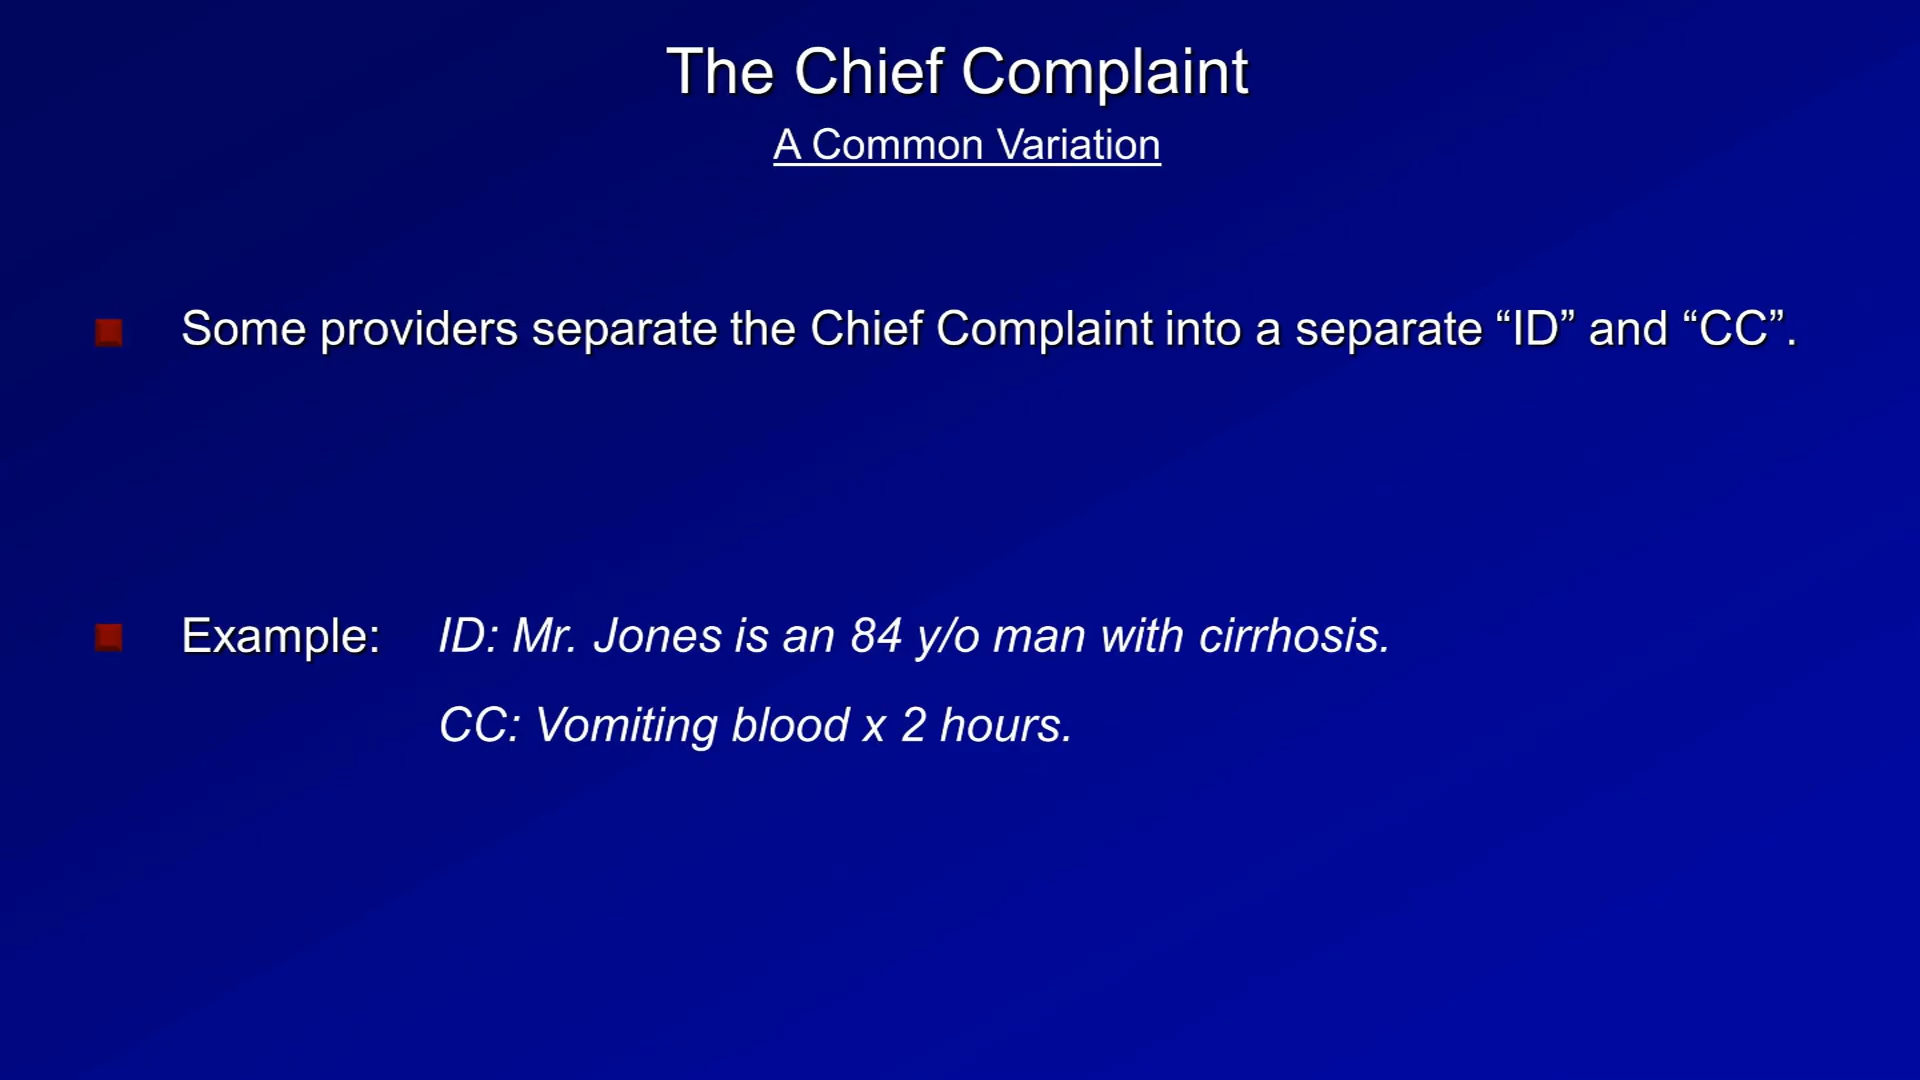 The Chief Complaint
A Common Variation
Some providers separate the Chief Complaint into a separate “ID” and “CC”.
Example: ID: Mr. Jones is an 84 y/o man with cirrhosis.
CC: Vomiting blood x 2 hours.